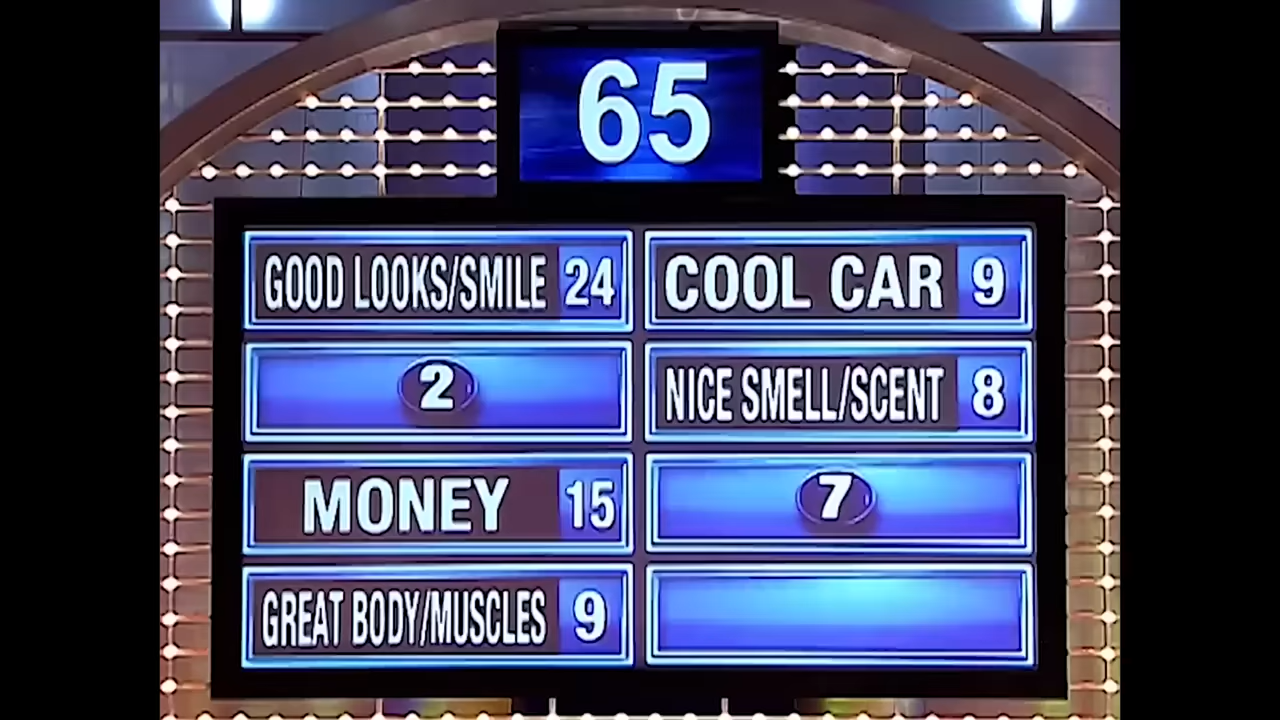 65
GOOD LOOKS/SMILE 24
2
MONEY 15
GREAT BODY/MUSCLES 9
COOL CAR 9
NICE SMELL/SCENT 8
7